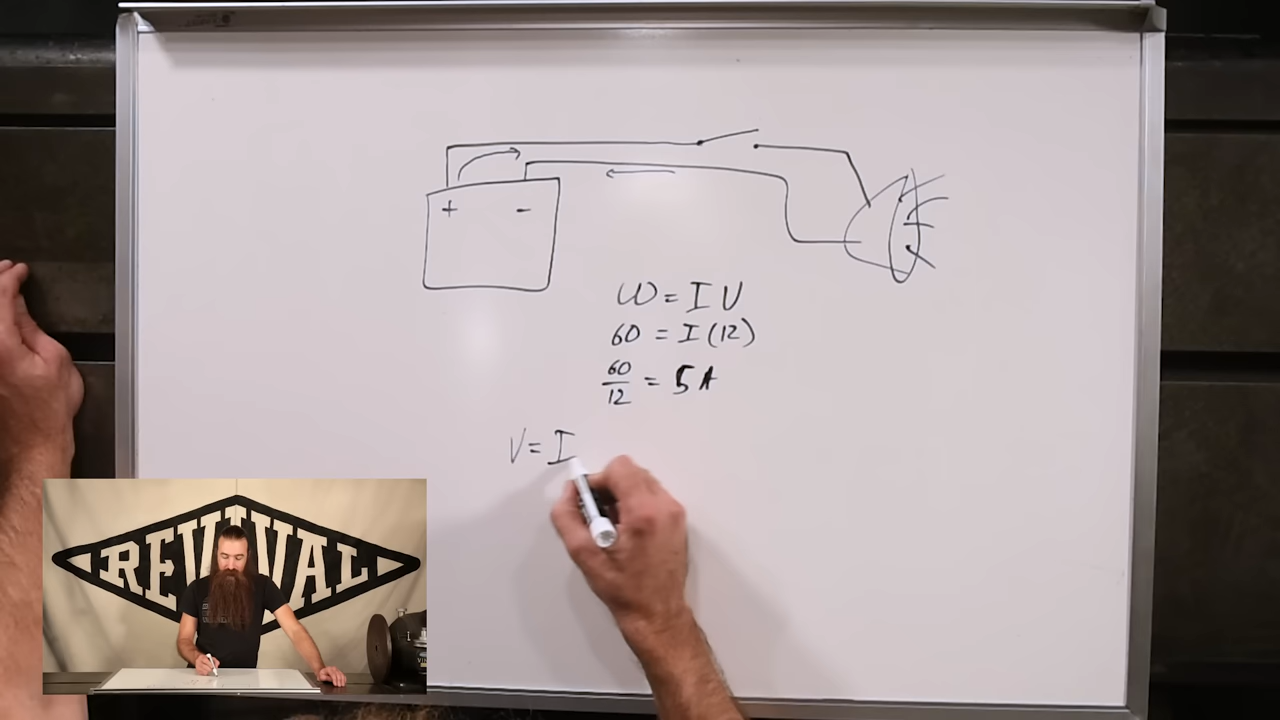 + -
W = I V
60 = I (12)
60
12
= 5 A
V = I
REVIVAL